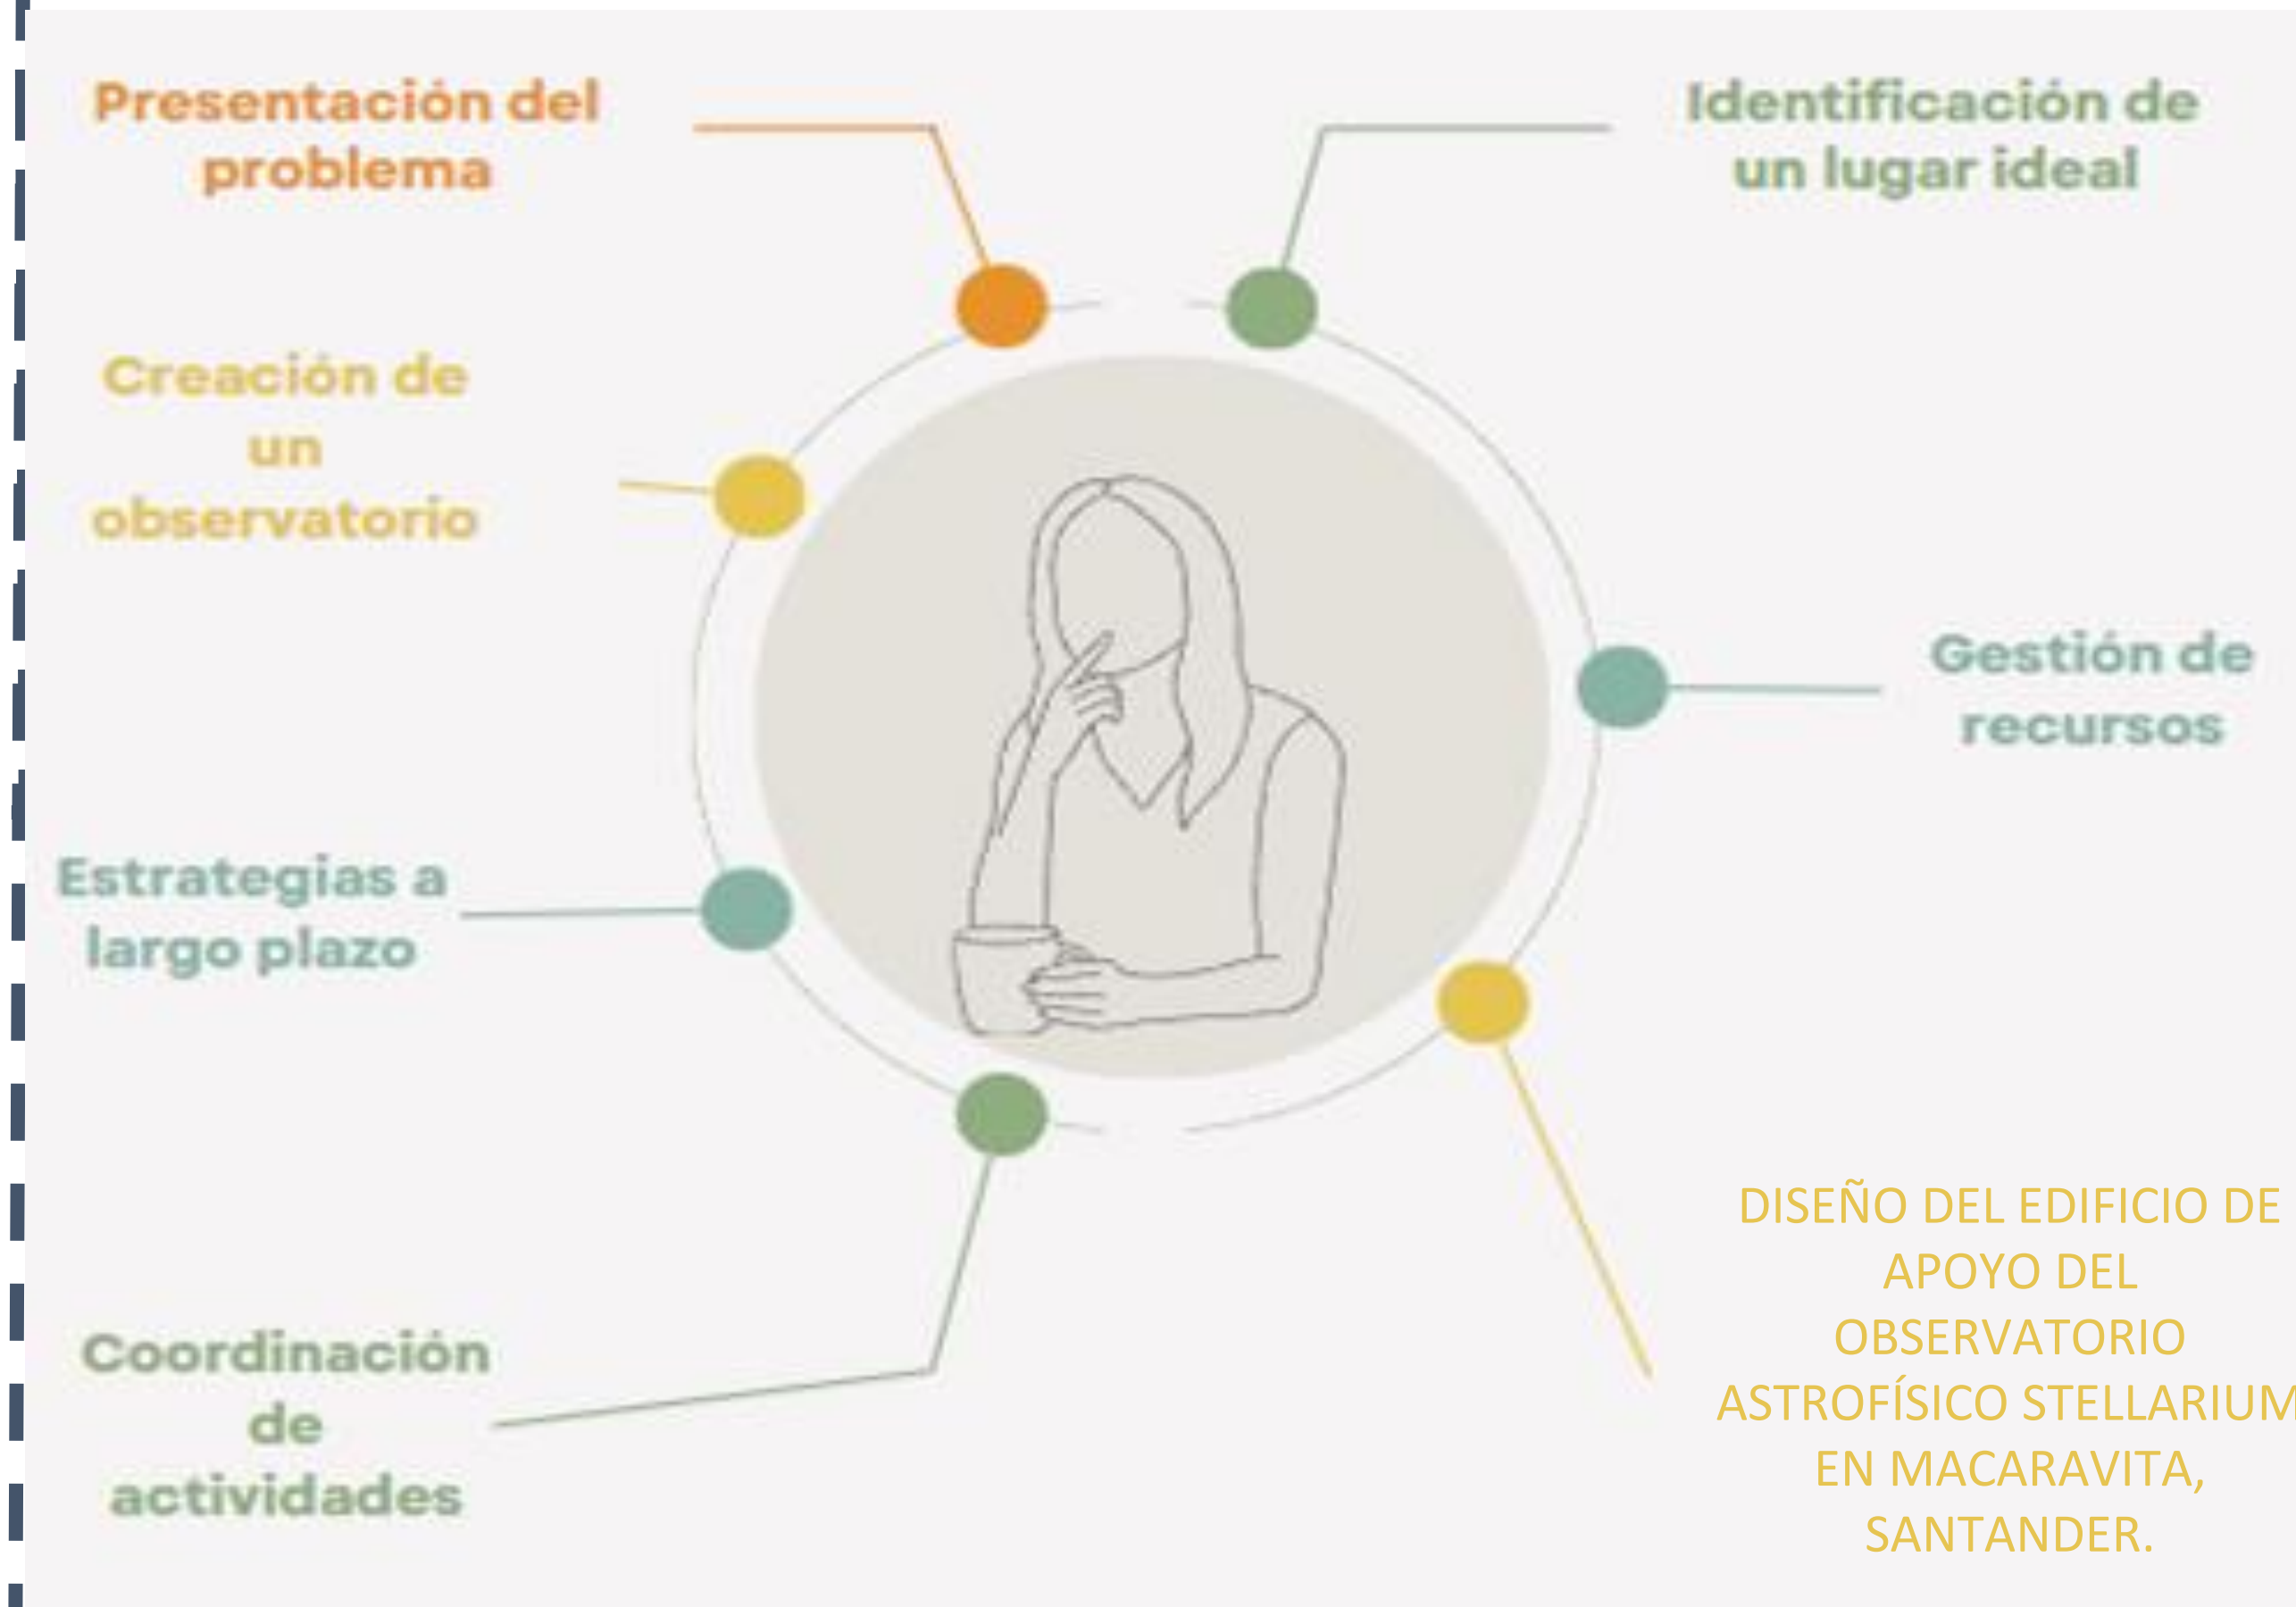 Presentación del
problema
Identificación de
un lugar ideal
Creación de
un
observatorio
Gestión de
recursos
Estrategias a
largo plazo
DISEÑO DEL EDIFICIO DE
APOYO DEL
OBSERVATORIO
ASTROFÍSICO STELLARIUM
EN MACARAVITA,
SANTANDER.
Coordinación
de
actividades